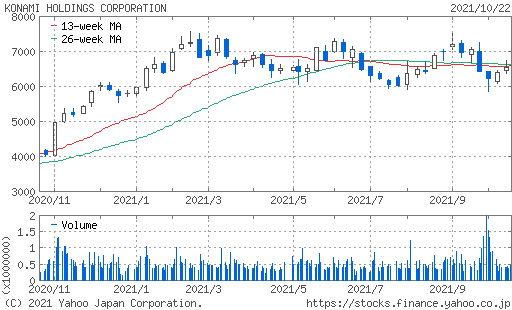 KONAMI HOLDINGS CORPORATION 2021/10/22
8000
13-week MA
26-week MA
7000
6000
5000
4000
3000
2020/11 2021/1 2021/3 2021/5 2021/7 2021/9
2
Volume
1.5
1
0.5
0
(x1000000)
2020/11 2021/1 2021/3 2021/5 2021/7 2021/9
(C) 2021 Yahoo Japan Corporation. https://stocks.finance.yahoo.co.jp